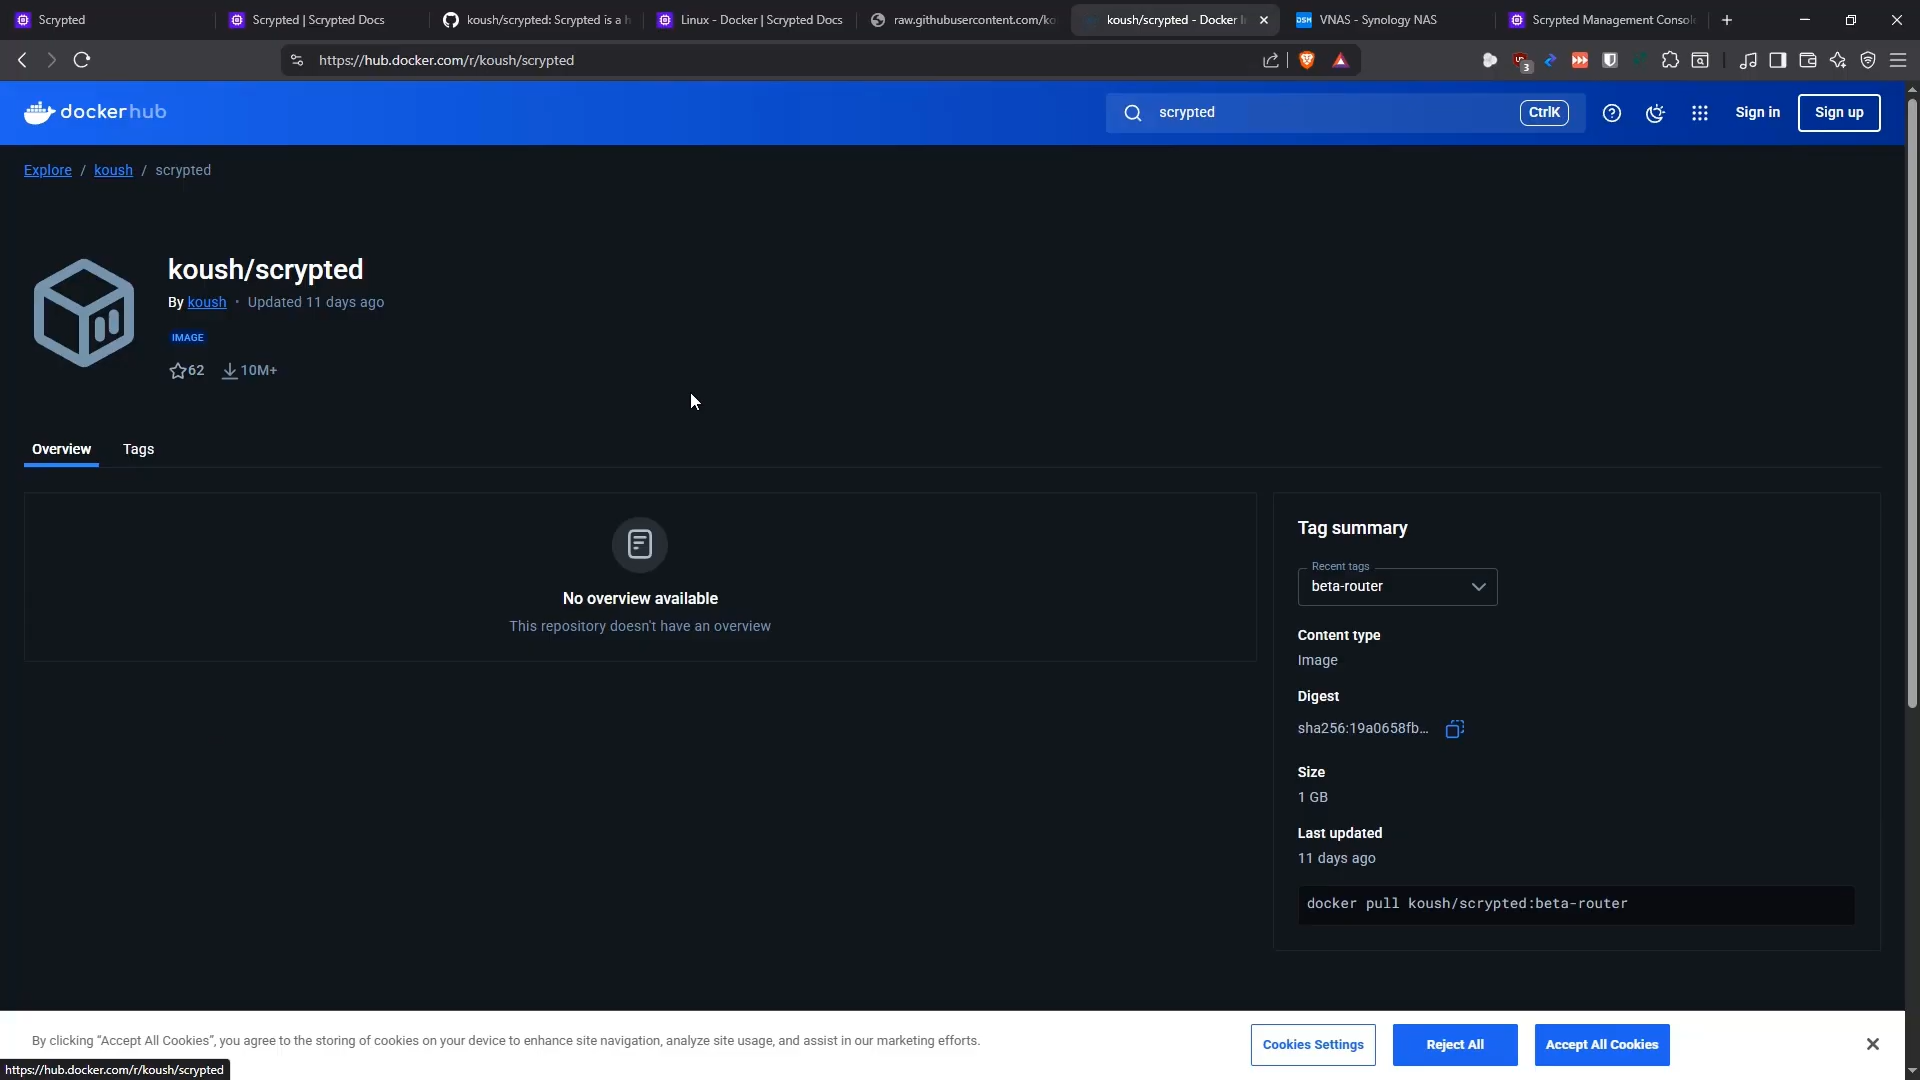 Scrypted
Scrypted | Scrypted Docs
koush/scrypted: Scrypted is a h
Linux - Docker | Scrypted Docs
raw.githubusercontent.com/ko
koush/scrypted - Docker I
VNAS - Synology NAS
Scrypted Management Consol
https://hub.docker.com/r/koush/scrypted
3
dockerhub
scrypted
CtrlK
Sign in
Sign up
Explore / koush / scrypted
koush/scrypted
By koush · Updated 11 days ago
IMAGE
62
10M+
Overview
Tags
No overview available
This repository doesn't have an overview
Tag summary
Recent tags
beta-router
Content type
Image
Digest
sha256:19a0658fb…
Size
1 GB
Last updated
11 days ago
docker pull koush/scrypted:beta-router
By clicking “Accept All Cookies”, you agree to the storing of cookies on your device to enhance site navigation, analyze site usage, and assist in our marketing efforts.
Cookies Settings
Reject All
Accept All Cookies
https://hub.docker.com/r/koush/scrypted